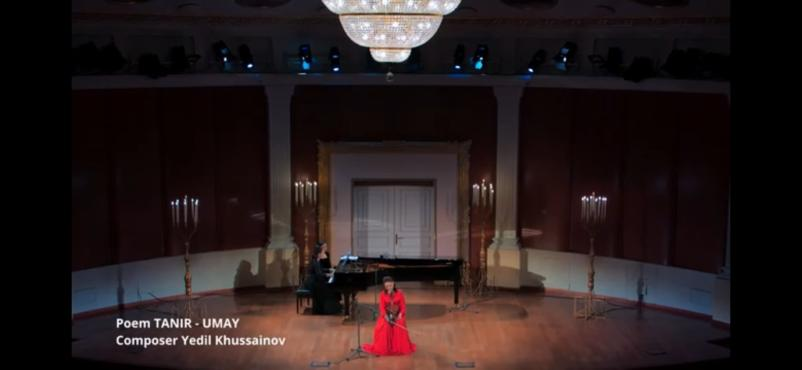 Poem TANIR - UMAY
Composer Yedil Khussainov